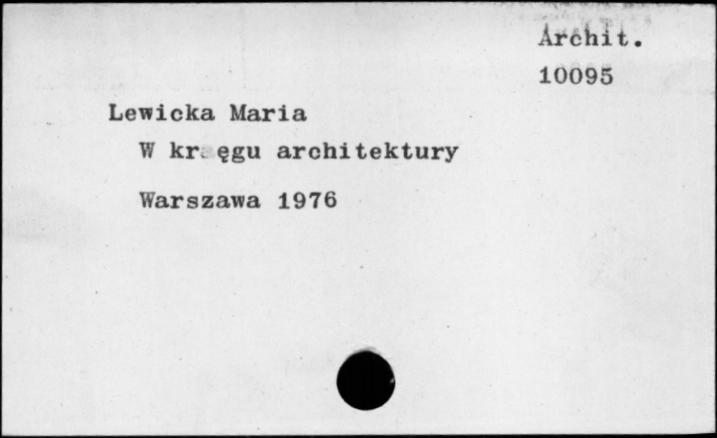 Archit.
10095
Lewicka Maria
W kręgu architektury
Warszawa 1976